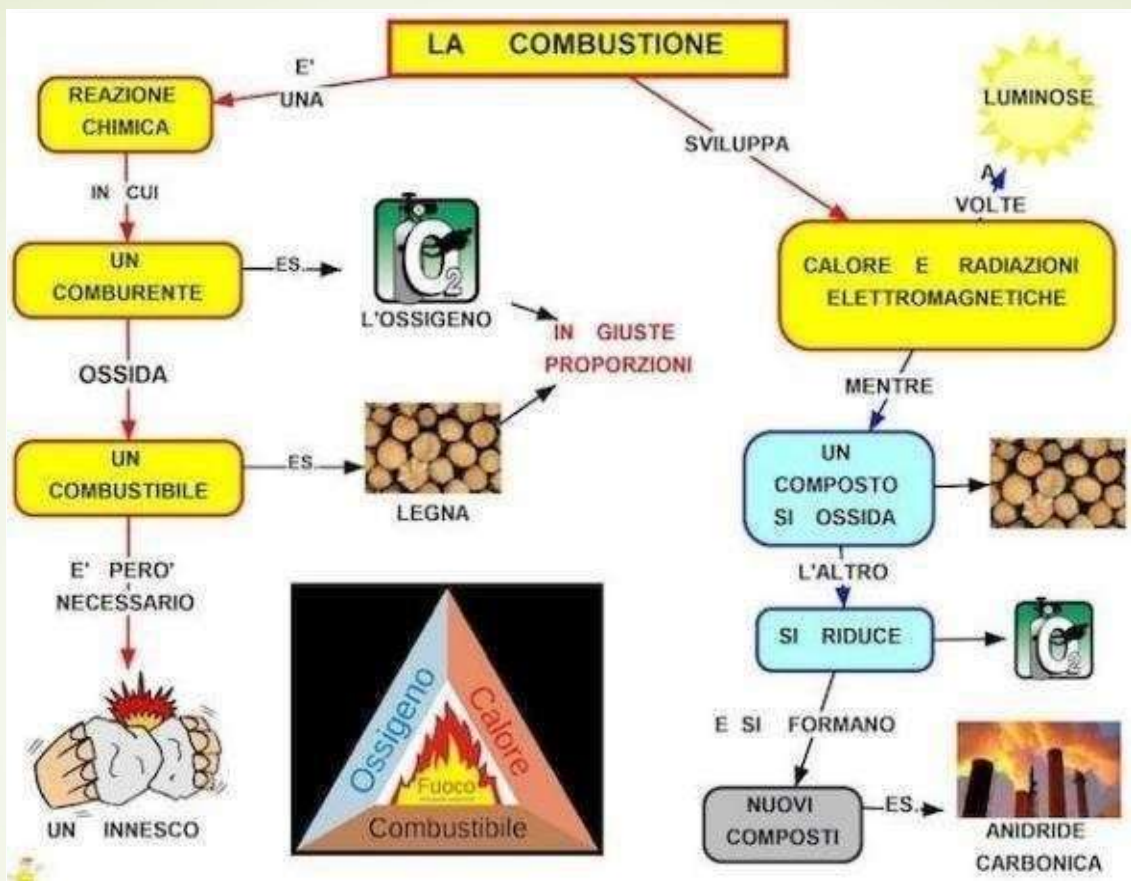 LA COMBUSTIONE
E'
UNA
REAZIONE
CHIMICA
IN CUI
UN
COMBURENTE
ES.
O2
L'OSSIGENO
OSSIDA
UN
COMBUSTIBILE
ES
LEGNA
IN GIUSTE
PROPORZIONI
E' PERO'
NECESSARIO
UN INNESCO
Ossigeno
Calore
Fuoco
Combustibile
SVILUPPA
CALORE E RADIAZIONI
ELETTROMAGNETICHE
A
VOLTE
LUMINOSE
MENTRE
UN
COMPOSTO
SI OSSIDA
L'ALTRO
SI RIDUCE
O2
E SI FORMANO
NUOVI
COMPOSTI
ES.
ANIDRIDE
CARBONICA